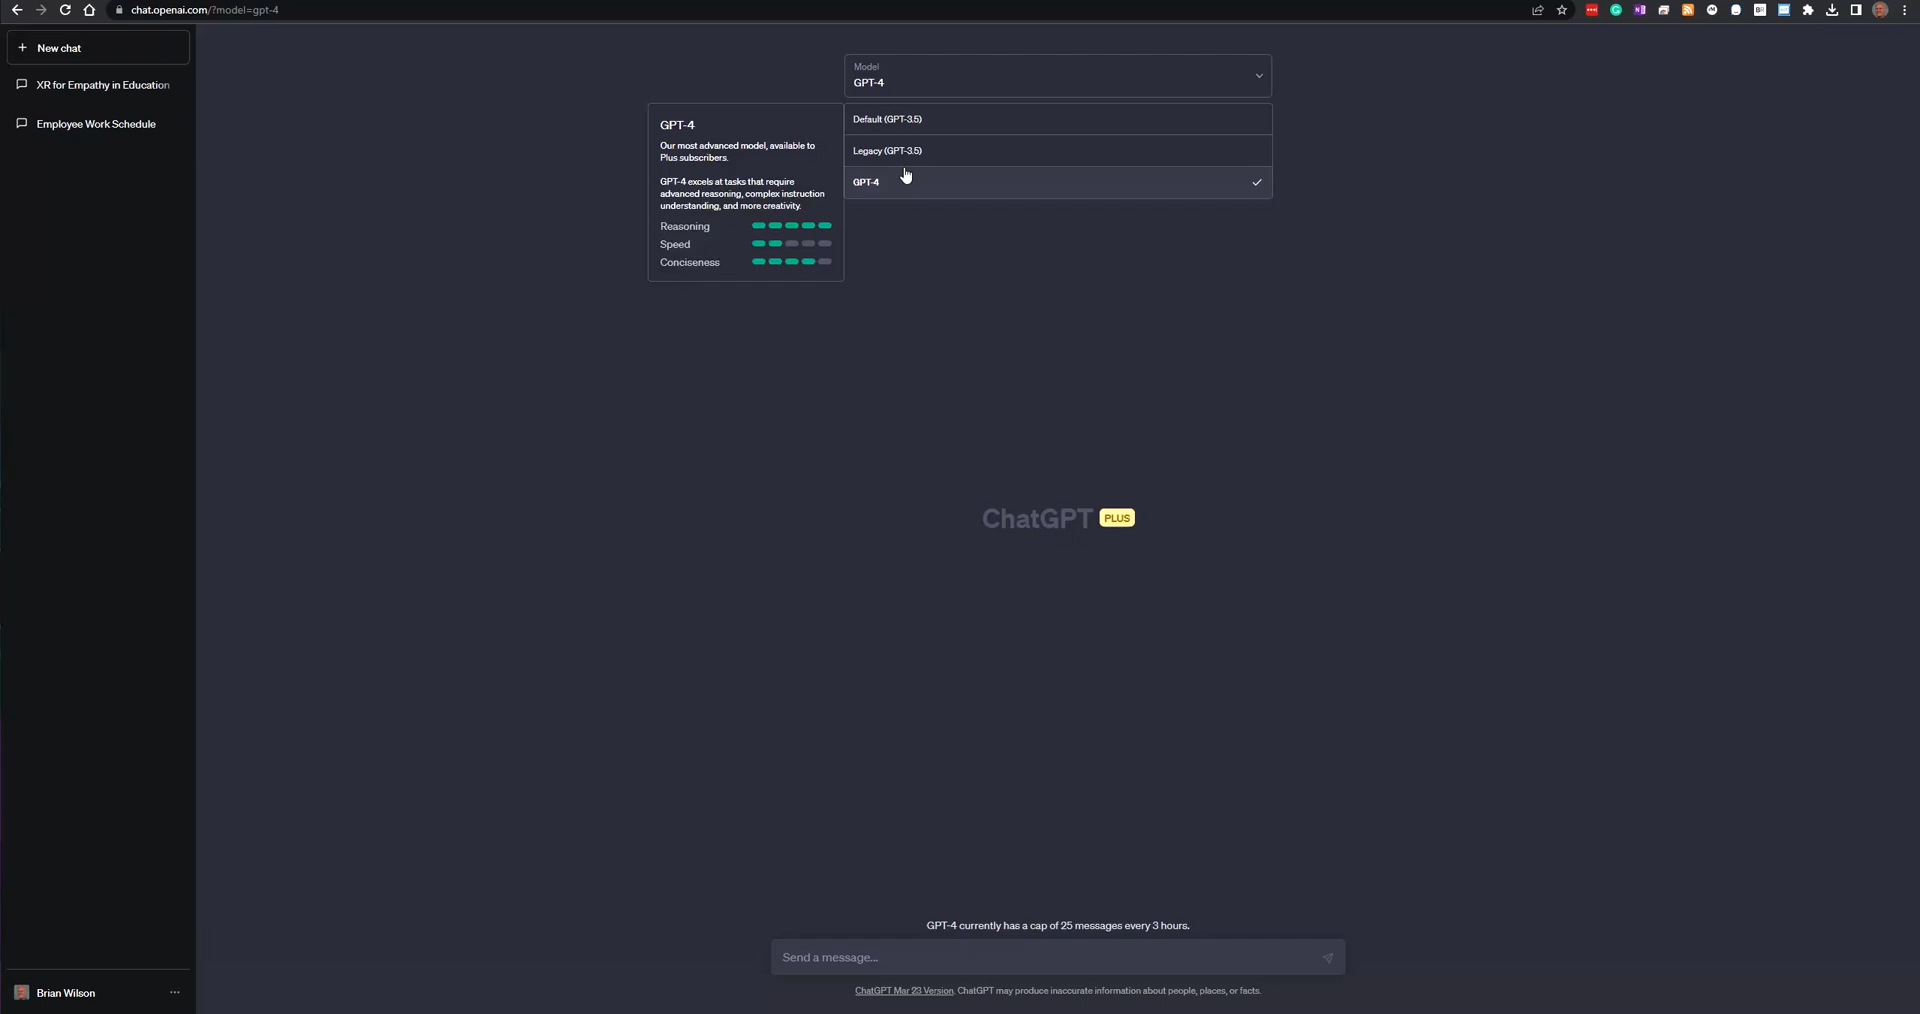 chat.openai.com/?model=gpt-4
New chat
XR for Empathy in Education
Employee Work Schedule
Model
GPT-4
Default (GPT-3.5)
Legacy (GPT-3.5)
GPT-4
GPT-4
Our most advanced model, available to
Plus subscribers.
GPT-4 excels at tasks that require
advanced reasoning, complex instruction
understanding, and more creativity.
Reasoning
Speed
Conciseness
ChatGPT PLUS
GPT-4 currently has a cap of 25 messages every 3 hours.
Send a message...
ChatGPT Mar 23 Version. ChatGPT may produce inaccurate information about people, places, or facts.
Brian Wilson